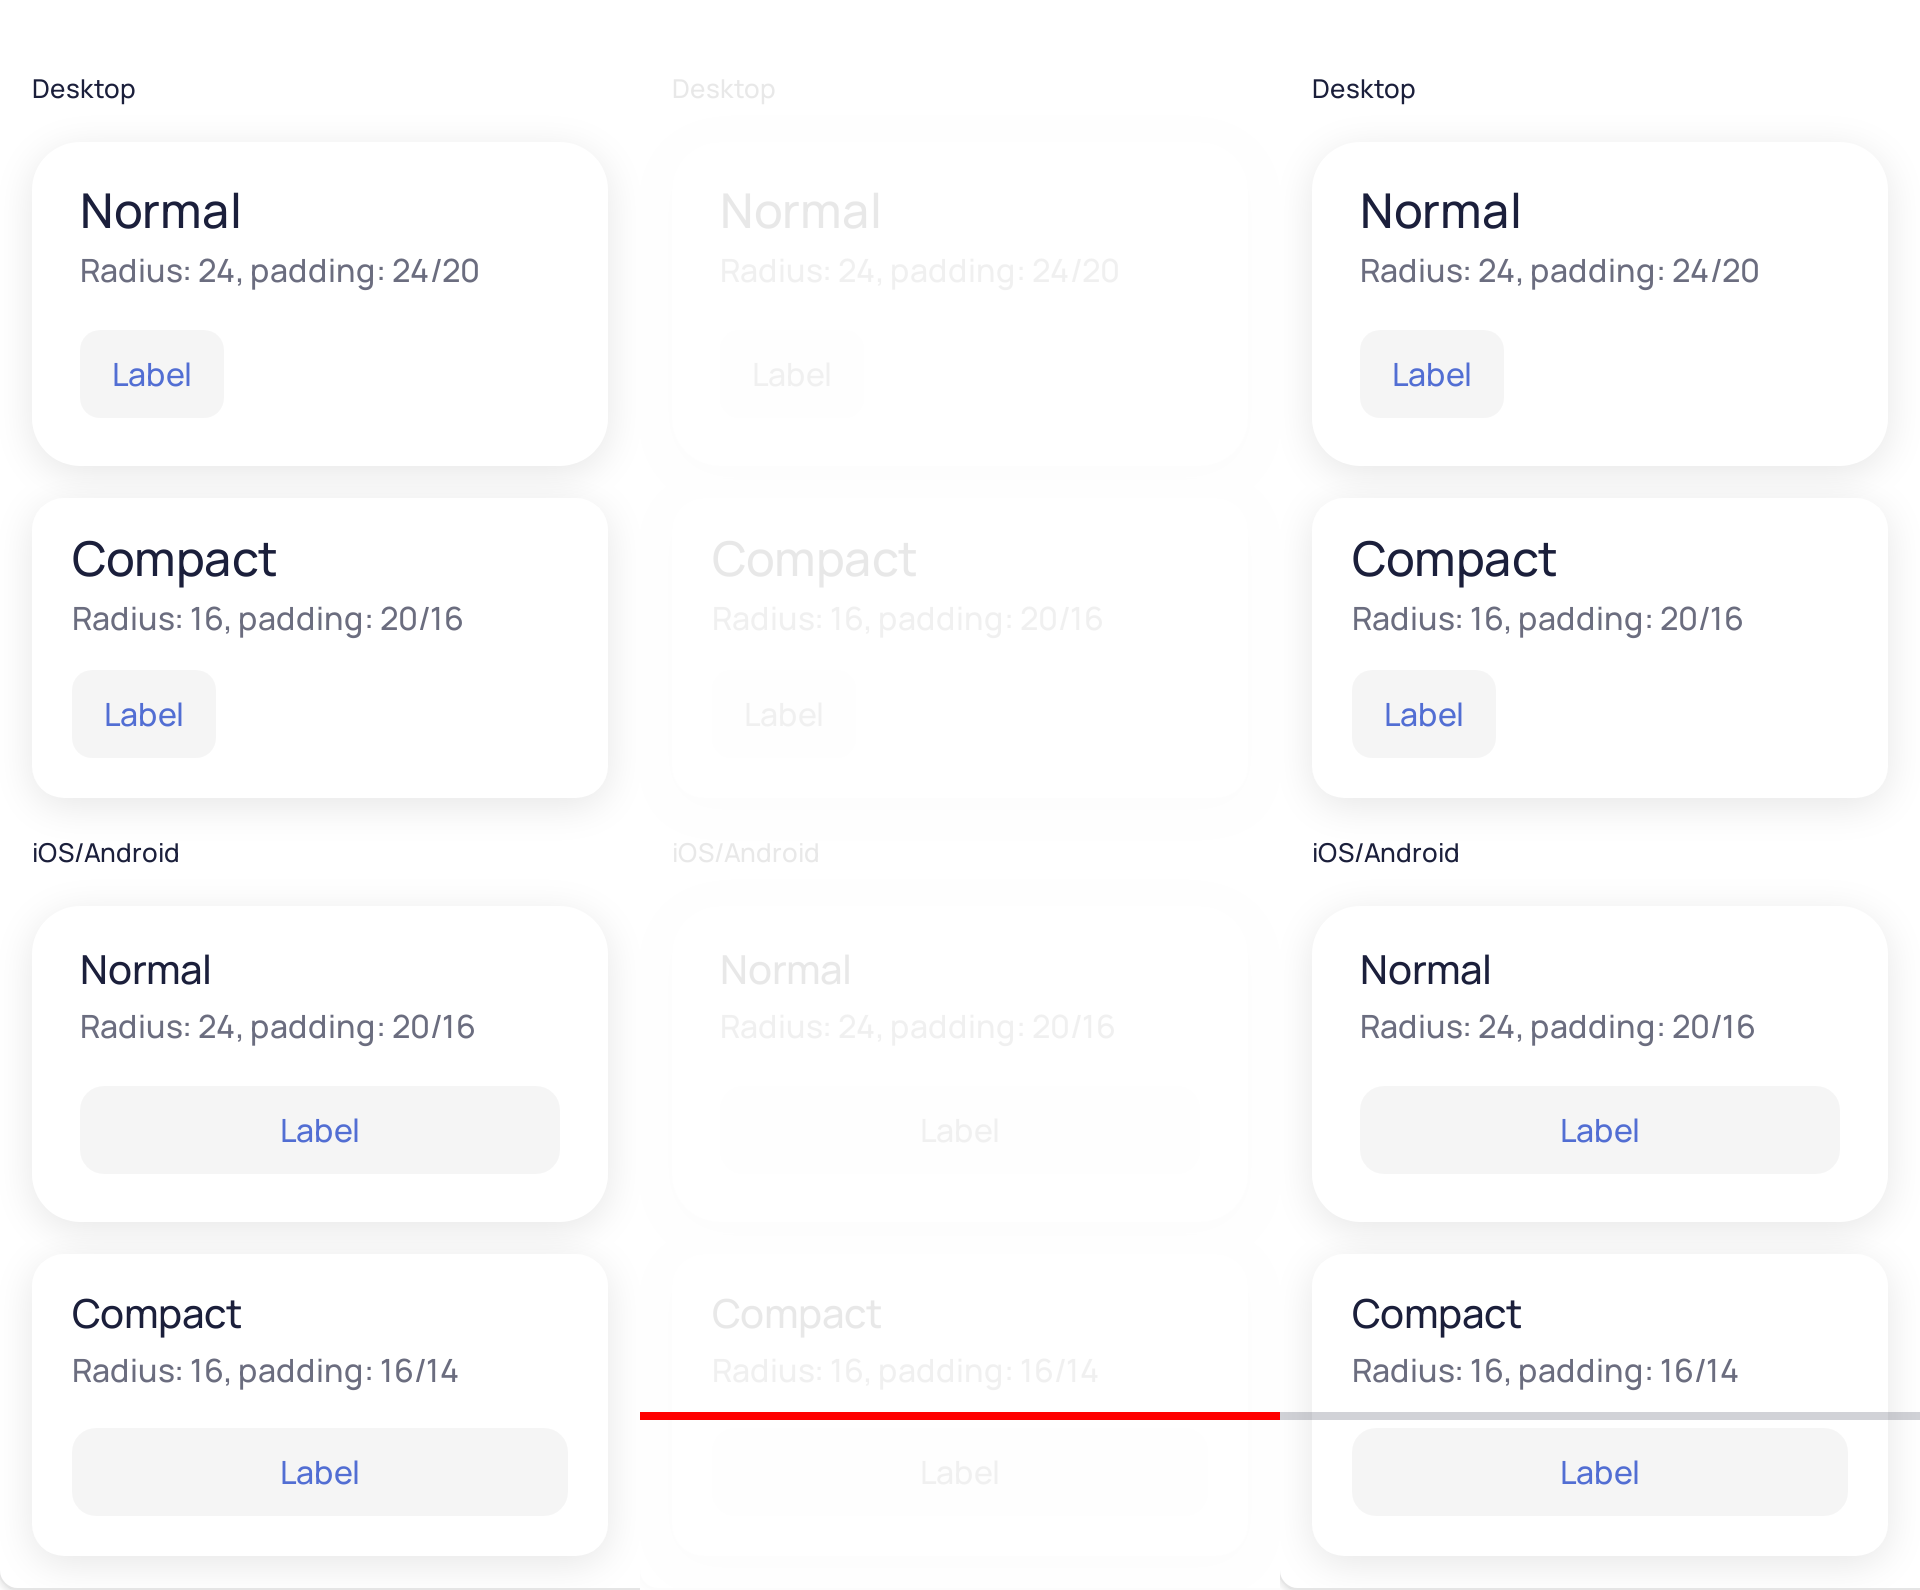 Desktop
Normal
Radius: 24, padding: 24/20
Label
Compact
Radius: 16, padding: 20/16
Label
iOS/Android
Normal
Radius: 24, padding: 20/16
Label
Compact
Radius: 16, padding: 16/14
Label
Desktop
Normal
Radius: 24, padding: 24/20
Label
Compact
Radius: 16, padding: 20/16
Label
iOS/Android
Normal
Radius: 24, padding: 20/16
Label
Compact
Radius: 16, padding: 16/14
Label
Desktop
Normal
Radius: 24, padding: 24/20
Label
Compact
Radius: 16, padding: 20/16
Label
iOS/Android
Normal
Radius: 24, padding: 20/16
Label
Compact
Radius: 16, padding: 16/14
Label